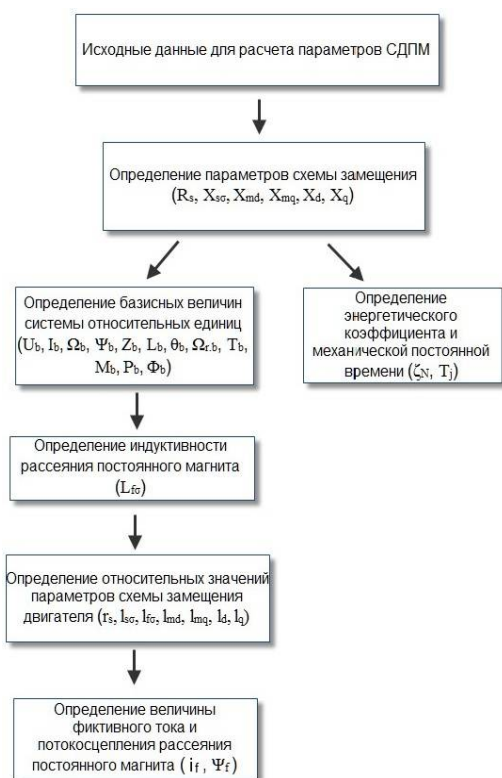 Исходные данные для расчета параметров СДПМ
Определение параметров схемы замещения
(Rₛ, Xₛσ, Xmd, Xmq, Xd, Xq)
Определение базисных величин
системы относительных единиц
(Ub, Ib, Ωb, Ψb, Zb, Lb, θb, Ωr.b, Tb,
Mb, Pb, Φb)
Определение
энергетического
коэффициента и
механической постоянной
времени (ζN, Tj)
Определение индуктивности
рассеяния постоянного магнита
(Lfσ)
Определение относительных значений
параметров схемы замещения
двигателя (rs, lsσ, lfσ, lmd, lmq, ld, lq)
Определение величины
фиктивного тока и
потокосцепления рассеяния
постоянного магнита ( if , Ψf )